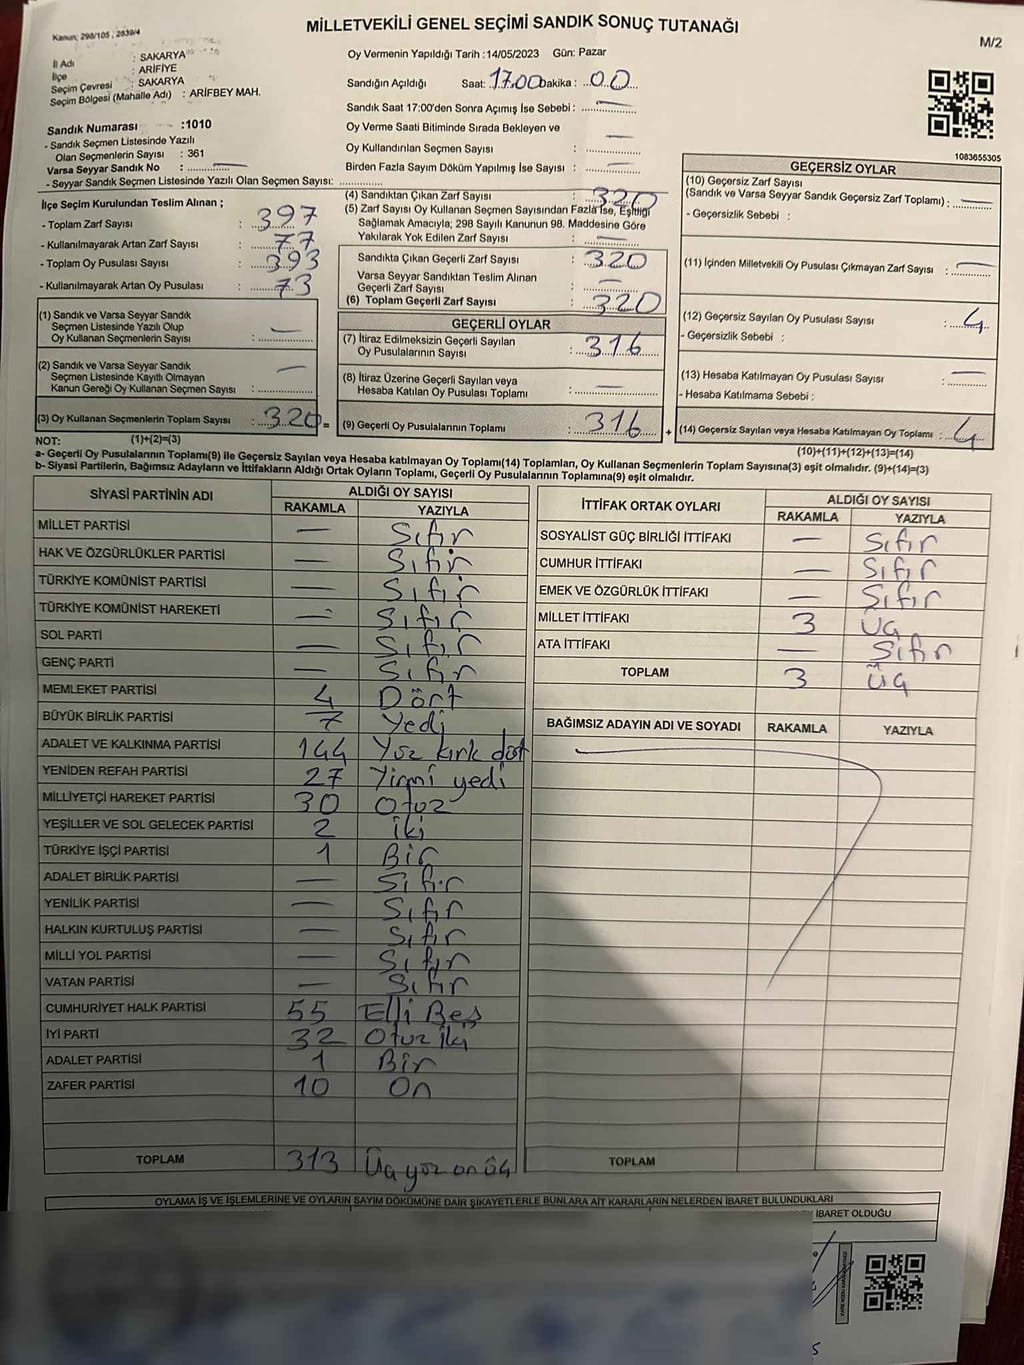 Kanun; 298/105 , 2839/4
MİLLETVEKİLİ GENEL SEÇİMİ SANDIK SONUÇ TUTANAĞI
M/2
İl Adı : SAKARYA
İlçe : ARİFİYE
Seçim Çevresi : SAKARYA
Seçim Bölgesi (Mahalle Adı) : ARİFBEY MAH.
Sandık Numarası :1010
- Sandık Seçmen Listesinde Yazılı
Olan Seçmenlerin Sayısı : 361
Varsa Seyyar Sandık No : —
- Seyyar Sandık Seçmen Listesinde Yazılı Olan Seçmen Sayısı:
Oy Vermenin Yapıldığı Tarih :14/05/2023 Gün: Pazar
Sandığın Açıldığı Saat: 17.00 Dakika : 00
Sandık Saat 17:00'den Sonra Açımış İse Sebebi : —
Oy Verme Saati Bitiminde Sırada Bekleyen ve
Oy Kullandırılan Seçmen Sayısı : —
Birden Fazla Sayım Döküm Yapılmış İse Sayısı : —
1083655305
İlçe Seçim Kurulundan Teslim Alınan ;
- Toplam Zarf Sayısı : 397
- Kullanılmayarak Artan Zarf Sayısı : 77
- Toplam Oy Pusulası Sayısı : 393
- Kullanılmayarak Artan Oy Pusulası : 73
(1) Sandık ve Varsa Seyyar Sandık
Seçmen Listesinde Yazılı Olup
Oy Kullanan Seçmenlerin Sayısı : —
(2) Sandık ve Varsa Seyyar Sandık
Seçmen Listesinde Kayıtlı Olmayan
Kanun Gereği Oy Kullanan Seçmen Sayısı : —
(3) Oy Kullanan Seçmenlerin Toplam Sayısı : 320 =
(4) Sandıktan Çıkan Zarf Sayısı : 320
(5) Zarf Sayısı Oy Kullanan Seçmen Sayısından Fazla İse, Eşitliği
Sağlamak Amacıyla; 298 Sayılı Kanunun 98. Maddesine Göre
Yakılarak Yok Edilen Zarf Sayısı : —
Sandıkta Çıkan Geçerli Zarf Sayısı : 320
Varsa Seyyar Sandıktan Teslim Alınan
Geçerli Zarf Sayısı : —
(6) Toplam Geçerli Zarf Sayısı : 320
GEÇERLİ OYLAR
(7) İtiraz Edilmeksizin Geçerli Sayılan
Oy Pusulalarının Sayısı : 316
(8) İtiraz Üzerine Geçerli Sayılan veya
Hesaba Katılan Oy Pusulası Toplamı : —
(9) Geçerli Oy Pusulalarının Toplamı : 316 +
GEÇERSİZ OYLAR
(10) Geçersiz Zarf Sayısı
(Sandık ve Varsa Seyyar Sandık Geçersiz Zarf Toplamı) : —
- Geçersizlik Sebebi :
(11) İçinden Milletvekili Oy Pusulası Çıkmayan Zarf Sayısı : —
(12) Geçersiz Sayılan Oy Pusulası Sayısı : 4
- Geçersizlik Sebebi :
(13) Hesaba Katılmayan Oy Pusulası Sayısı : —
- Hesaba Katılmama Sebebi :
(14) Geçersiz Sayılan veya Hesaba Katılmayan Oy Toplamı : 4
NOT: (1)+(2)=(3)
(10)+(11)+(12)+(13)=(14)
a- Geçerli Oy Pusulalarının Toplamı(9) ile Geçersiz Sayılan veya Hesaba katılmayan Oy Toplamı(14) Toplamları, Oy Kullanan Seçmenlerin Toplam Sayısına(3) eşit olmalıdır. (9)+(14)=(3)
b- Siyasi Partilerin, Bağımsız Adayların ve İttifakların Aldığı Ortak Oyların Toplamı, Geçerli Oy Pusulalarının Toplamına(9) eşit olmalıdır.
SİYASİ PARTİNİN ADI ALDIĞI OY SAYISI
RAKAMLA YAZIYLA
MİLLET PARTİSİ — Sıfır
HAK VE ÖZGÜRLÜKLER PARTİSİ — Sıfır
TÜRKİYE KOMÜNİST PARTİSİ — Sıfır
TÜRKİYE KOMÜNİST HAREKETİ — Sıfır
SOL PARTİ — Sıfır
GENÇ PARTİ — Sıfır
MEMLEKET PARTİSİ 4 Dört
BÜYÜK BİRLİK PARTİSİ 7 Yedi
ADALET VE KALKINMA PARTİSİ 144 Yüz kırk dört
YENİDEN REFAH PARTİSİ 27 Yirmi yedi
MİLLİYETÇİ HAREKET PARTİSİ 30 Otuz
YEŞİLLER VE SOL GELECEK PARTİSİ 2 İki
TÜRKİYE İŞÇİ PARTİSİ 1 Bir
ADALET BİRLİK PARTİSİ — Sıfır
YENİLİK PARTİSİ — Sıfır
HALKIN KURTULUŞ PARTİSİ — Sıfır
MİLLİ YOL PARTİSİ — Sıfır
VATAN PARTİSİ — Sıfır
CUMHURİYET HALK PARTİSİ 55 Elli Beş
İYİ PARTİ 32 Otuz iki
ADALET PARTİSİ 1 Bir
ZAFER PARTİSİ 10 On
TOPLAM 313 Üç yüz on üç
İTTİFAK ORTAK OYLARI ALDIĞI OY SAYISI
RAKAMLA YAZIYLA
SOSYALİST GÜÇ BİRLİĞİ İTTİFAKI — Sıfır
CUMHUR İTTİFAKI — Sıfır
EMEK VE ÖZGÜRLÜK İTTİFAKI — Sıfır
MİLLET İTTİFAKI 3 Üç
ATA İTTİFAKI — Sıfır
TOPLAM 3 Üç
BAĞIMSIZ ADAYIN ADI VE SOYADI RAKAMLA YAZIYLA
TOPLAM
OYLAMA İŞ VE İŞLEMLERİNE VE OYLARIN SAYIM DÖKÜMÜNE DAİR ŞİKAYETLERLE BUNLARA AİT KARARLARIN NELERDEN İBARET BULUNDUKLARI
İBARET OLDUĞU